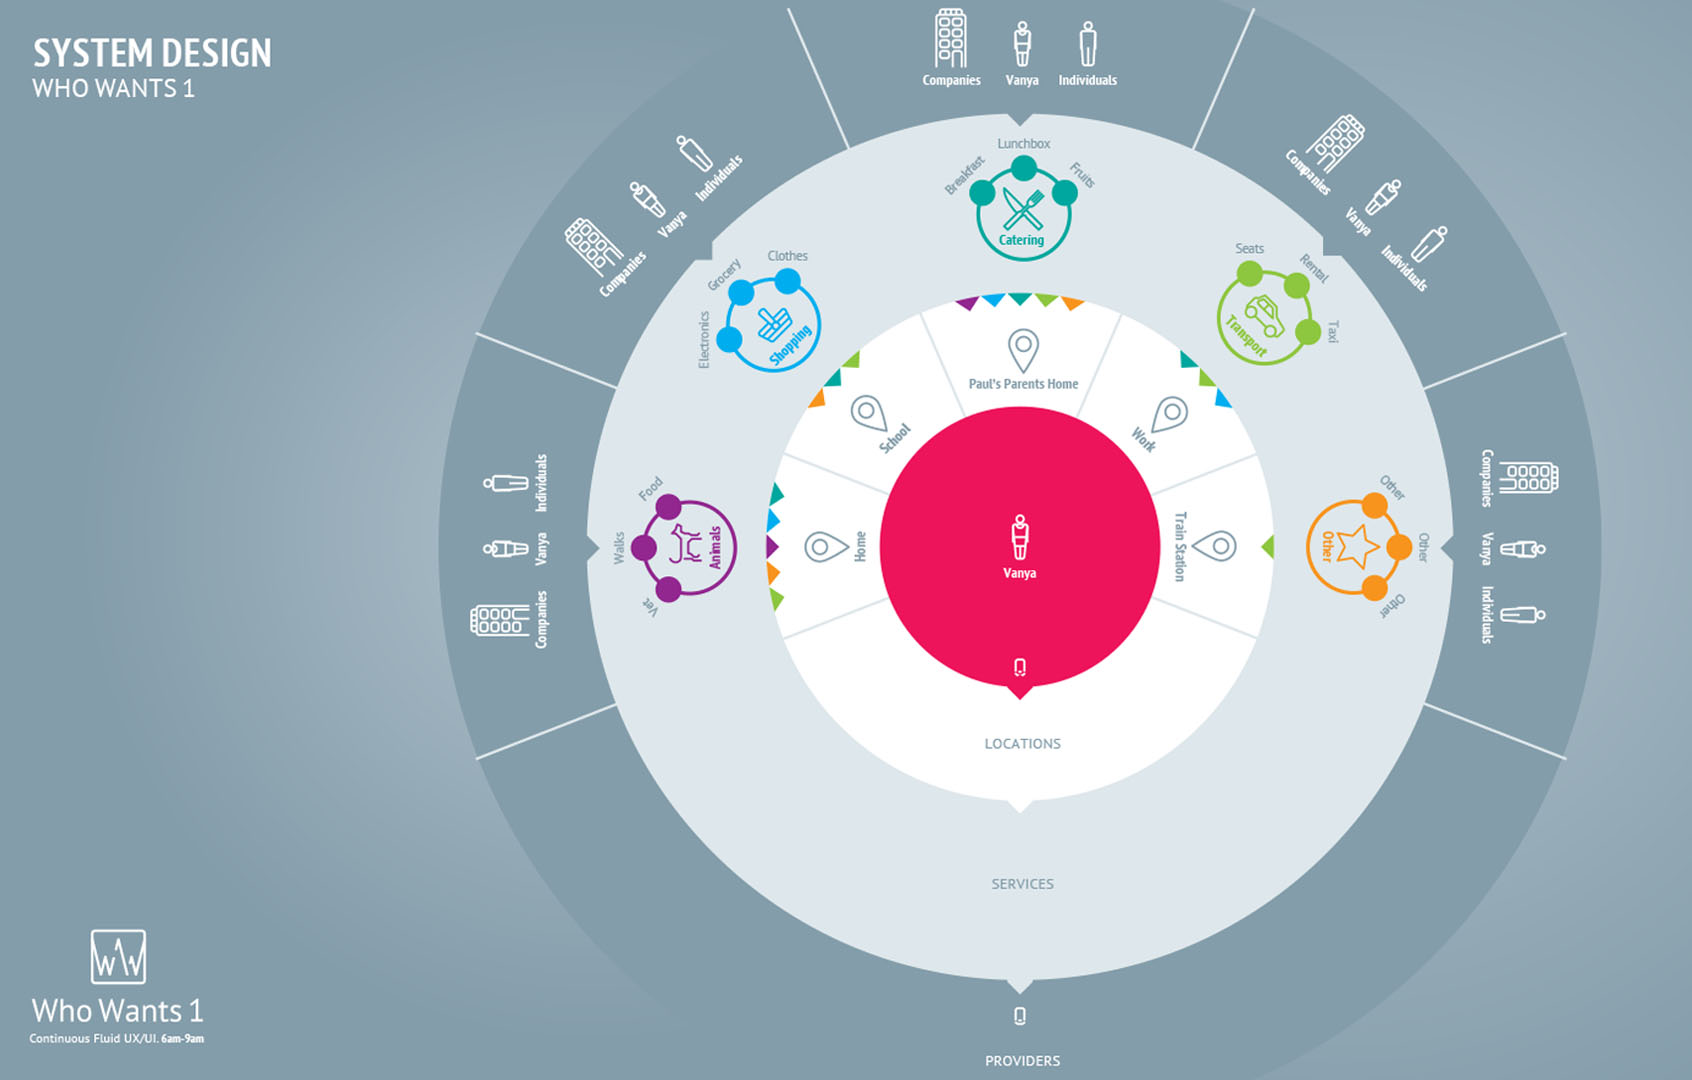 SYSTEM DESIGN
WHO WANTS 1
Companies
Vanya
Individuals
Companies
Vanya
Individuals
Companies
Vanya
Individuals
Individuals
Vanya
Companies
Companies
Vanya
Individuals
Breakfast
Lunchbox
Fruits
Catering
Electronics
Grocery
Clothes
Shopping
Seats
Rental
Taxi
Transport
Food
Walks
Vet
Animals
Other
Other
Other
Other
Paul's Parents Home
School
Work
Home
Train Station
Vanya
LOCATIONS
SERVICES
PROVIDERS
W W
Who Wants 1
Continuous Fluid UX/UI. 6am-9am